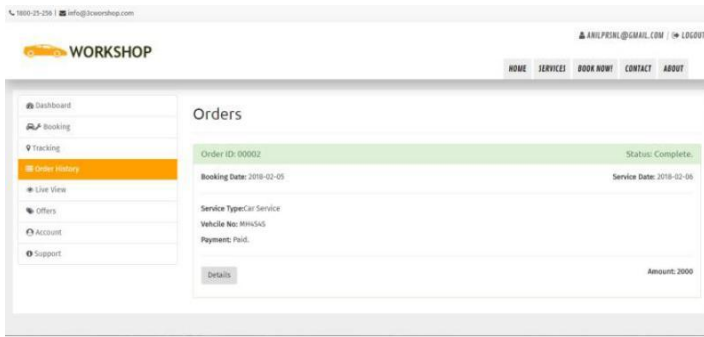 1800-25-256 | info@3cworshop.com
ANILPRSNL@GMAIL.COM | LOGOUT
WORKSHOP
HOME SERVICES BOOK NOW! CONTACT ABOUT
Dashboard
Booking
Tracking
Order History
Live View
Offers
Account
Support
Orders
Order ID: 00002 Status: Complete.
Booking Date: 2018-02-05 Service Date: 2018-02-06
Service Type:Car Service
Vehcile No: MH4545
Payment: Paid.
Details Amount: 2000